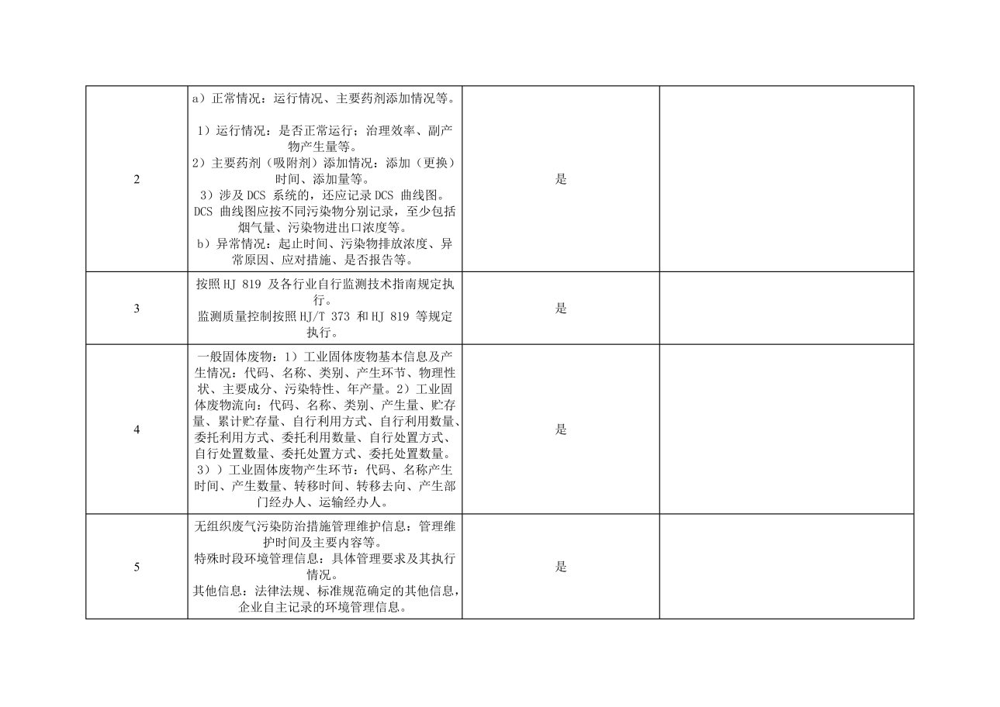 2
a）正常情况：运行情况、主要药剂添加情况等。
1）运行情况：是否正常运行；治理效率、副产
物产生量等。
2）主要药剂（吸附剂）添加情况：添加（更换）
时间、添加量等。
3）涉及DCS 系统的，还应记录DCS 曲线图。
DCS 曲线图应按不同污染物分别记录，至少包括
烟气量、污染物进出口浓度等。
b）异常情况：起止时间、污染物排放浓度、异
常原因、应对措施、是否报告等。
是
3
按照HJ 819 及各行业自行监测技术指南规定执
行。
监测质量控制按照HJ/T 373 和HJ 819 等规定
执行。
是
4
一般固体废物：1）工业固体废物基本信息及产
生情况：代码、名称、类别、产生环节、物理性
状、主要成分、污染特性、年产量。2）工业固
体废物流向：代码、名称、类别、产生量、贮存
量、累计贮存量、自行利用方式、自行利用数量、
委托利用方式、委托利用数量、自行处置方式、
自行处置数量、委托处置方式、委托处置数量。
3））工业固体废物产生环节：代码、名称产生
时间、产生数量、转移时间、转移去向、产生部
门经办人、运输经办人。
是
5
无组织废气污染防治措施管理维护信息：管理维
护时间及主要内容等。
特殊时段环境管理信息：具体管理要求及其执行
情况。
其他信息：法律法规、标准规范确定的其他信息，
企业自主记录的环境管理信息。
是